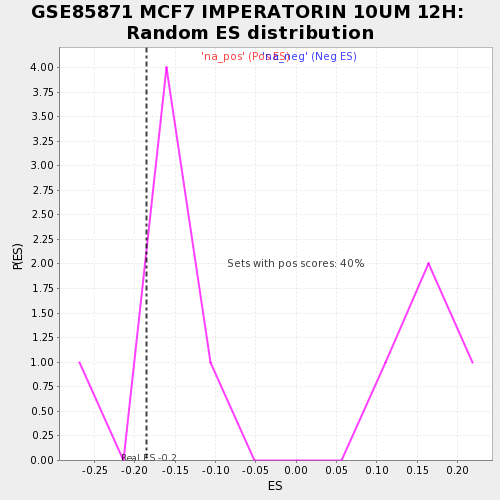 GSE85871 MCF7 IMPERATORIN 10UM 12H:
Random ES distribution
'na_pos' (Pos ES) 'na_neg' (Neg ES)
4.00
3.75
3.50
3.25
3.00
2.75
2.50
2.25
2.00
1.75
1.50
1.25
1.00
0.75
0.50
0.25
0.00
P(ES)
Sets with pos scores: 40%
Real ES -0.2
-0.25 -0.20 -0.15 -0.10 -0.05 0.00 0.05 0.10 0.15 0.20
ES